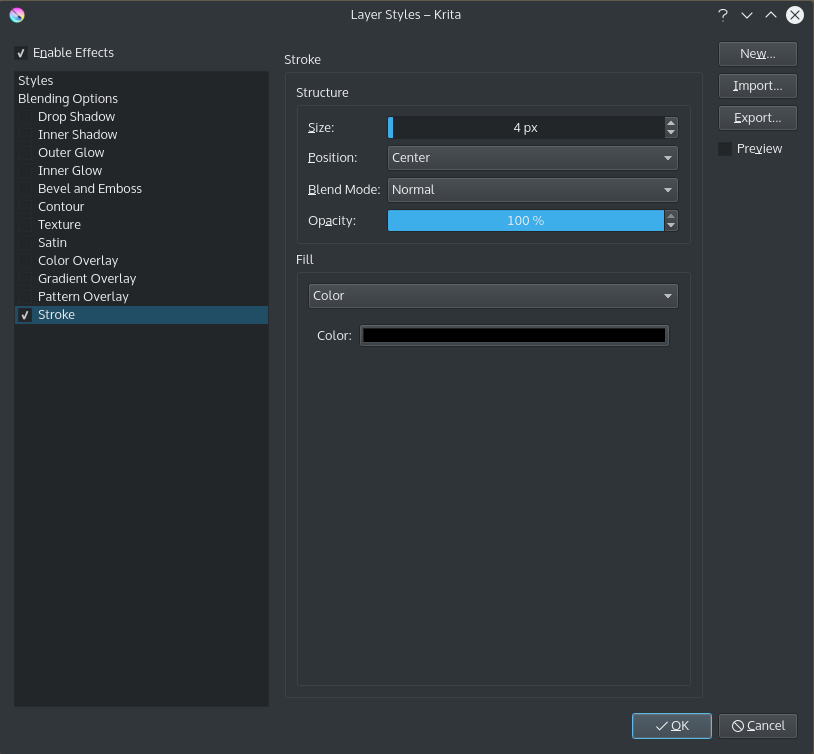 Layer Styles – Krita
Enable Effects
Styles
Blending Options
Drop Shadow
Inner Shadow
Outer Glow
Inner Glow
Bevel and Emboss
Contour
Texture
Satin
Color Overlay
Gradient Overlay
Pattern Overlay
Stroke
Stroke
Structure
Size: 4 px
Position: Center
Blend Mode: Normal
Opacity: 100 %
Fill
Color
Color:
New...
Import...
Export...
Preview
OK
Cancel